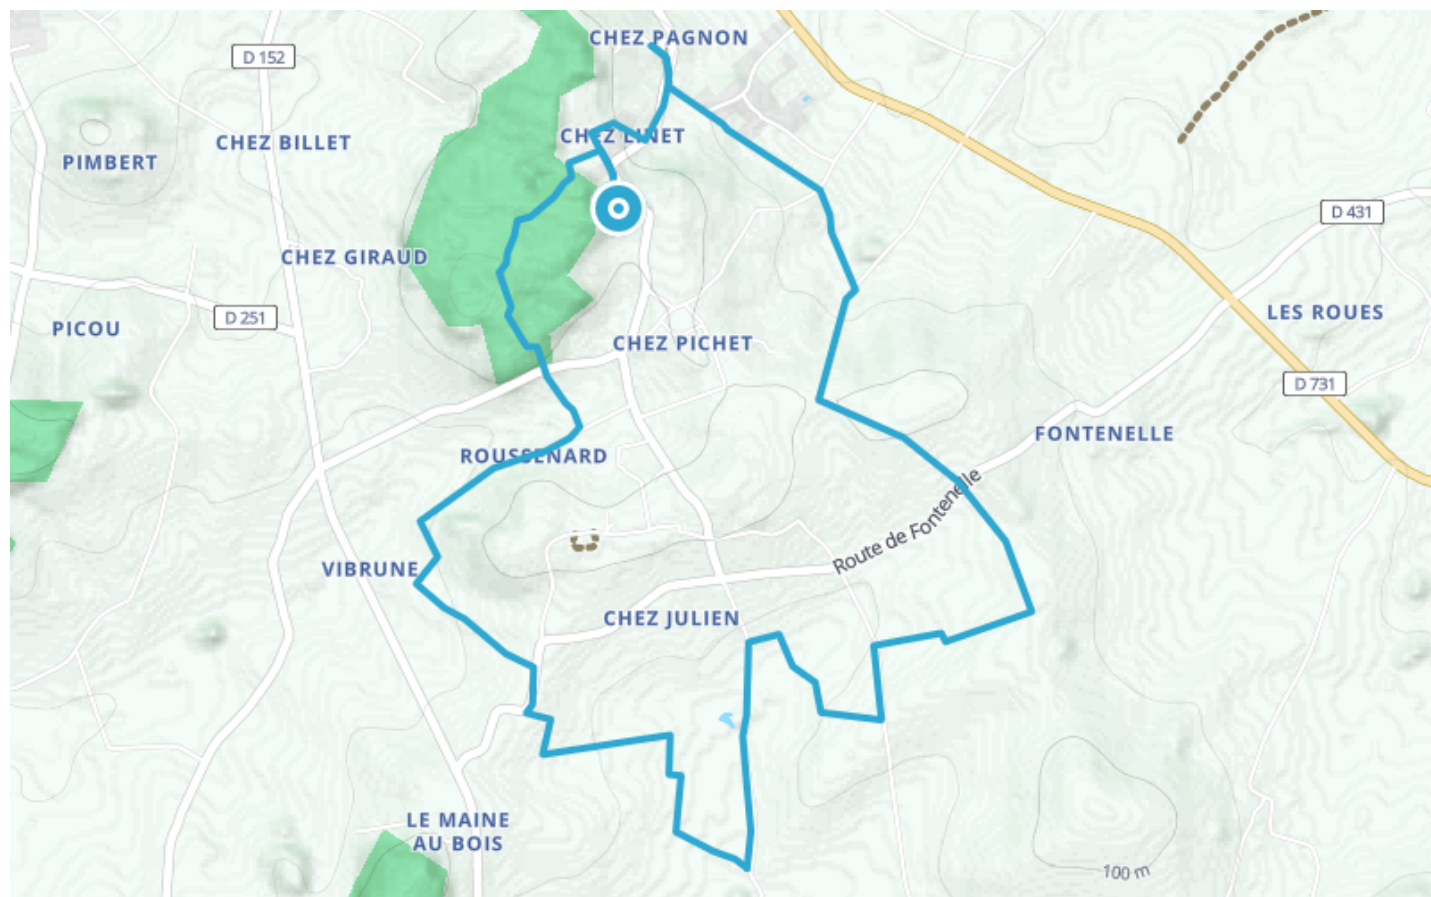 CHEZ PAGNON
D 152
CHEZ LINET
CHEZ BILLET
PIMBERT
D 431
CHEZ GIRAUD
LES ROUES
D 251
PICOU
CHEZ PICHET
D 731
FONTENELLE
ROUSSENARD
Route de Fontenelle
VIBRUNE
CHEZ JULIEN
LE MAINE
AU BOIS
100 m